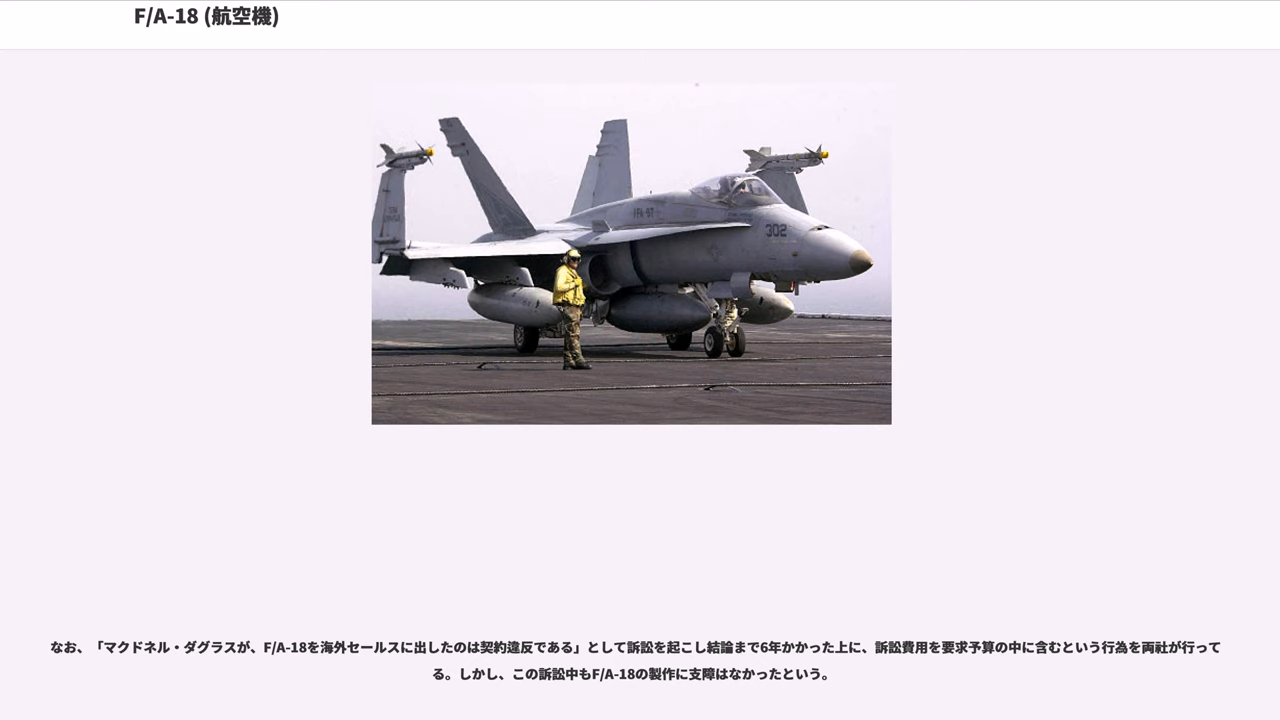 F/A-18 (航空機)
302
なお、「マクドネル・ダグラスが、F/A-18を海外セールスに出したのは契約違反である」として訴訟を起こし結論まで6年かかった上に、訴訟費用を要求予算の中に含むという行為を両社が行って
る。しかし、この訴訟中もF/A-18の製作に支障はなかったという。